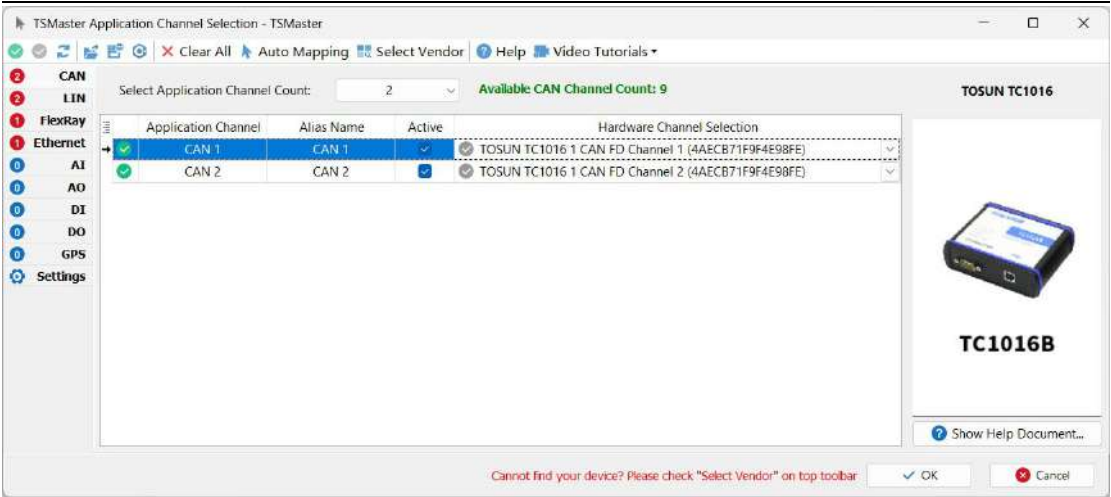 TSMaster Application Channel Selection - TSMaster
Clear All Auto Mapping Select Vendor Help Video Tutorials
2 CAN
2 LIN
1 FlexRay
1 Ethernet
0 AI
0 AO
0 DI
0 DO
0 GPS
Settings
Select Application Channel Count: 2 Available CAN Channel Count: 9
Application Channel Alias Name Active Hardware Channel Selection
CAN 1 CAN 1 TOSUN TC1016 1 CAN FD Channel 1 (4AECB71F9F4E98FE)
CAN 2 CAN 2 TOSUN TC1016 1 CAN FD Channel 2 (4AECB71F9F4E98FE)
TOSUN TC1016
TC1016B
Show Help Document...
Cannot find your device? Please check "Select Vendor" on top toolbar OK Cancel